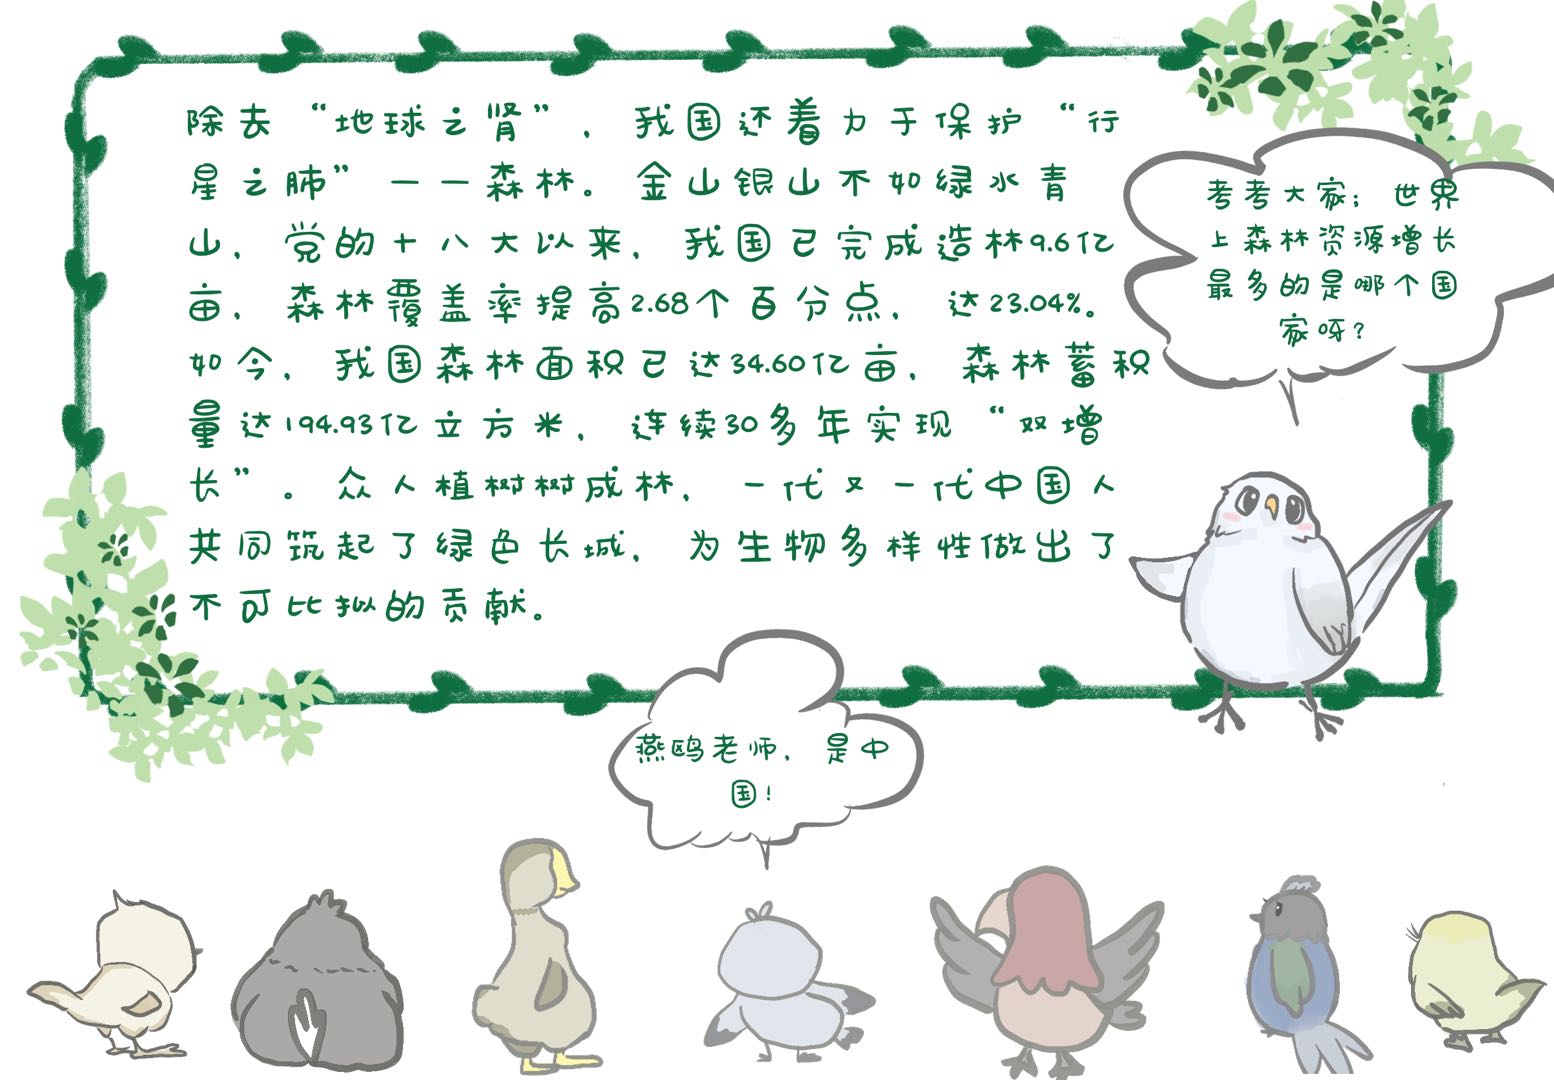 除去“地球之肾”，我国还着力于保护“行
星之肺”——森林。金山银山不如绿水青
山，党的十八大以来，我国已完成造林9.6亿
亩，森林覆盖率提高2.68个百分点，达23.04%。
如今，我国森林面积已达34.60亿亩，森林蓄积
量达194.93亿立方米，连续30多年实现“双增
长”。众人植树树成林，一代又一代中国人
共同筑起了绿色长城，为生物多样性做出了
不可比拟的贡献。
考考大家；世界
上森林资源增长
最多的是哪个国
家呀？
燕鸥老师，是中
国！